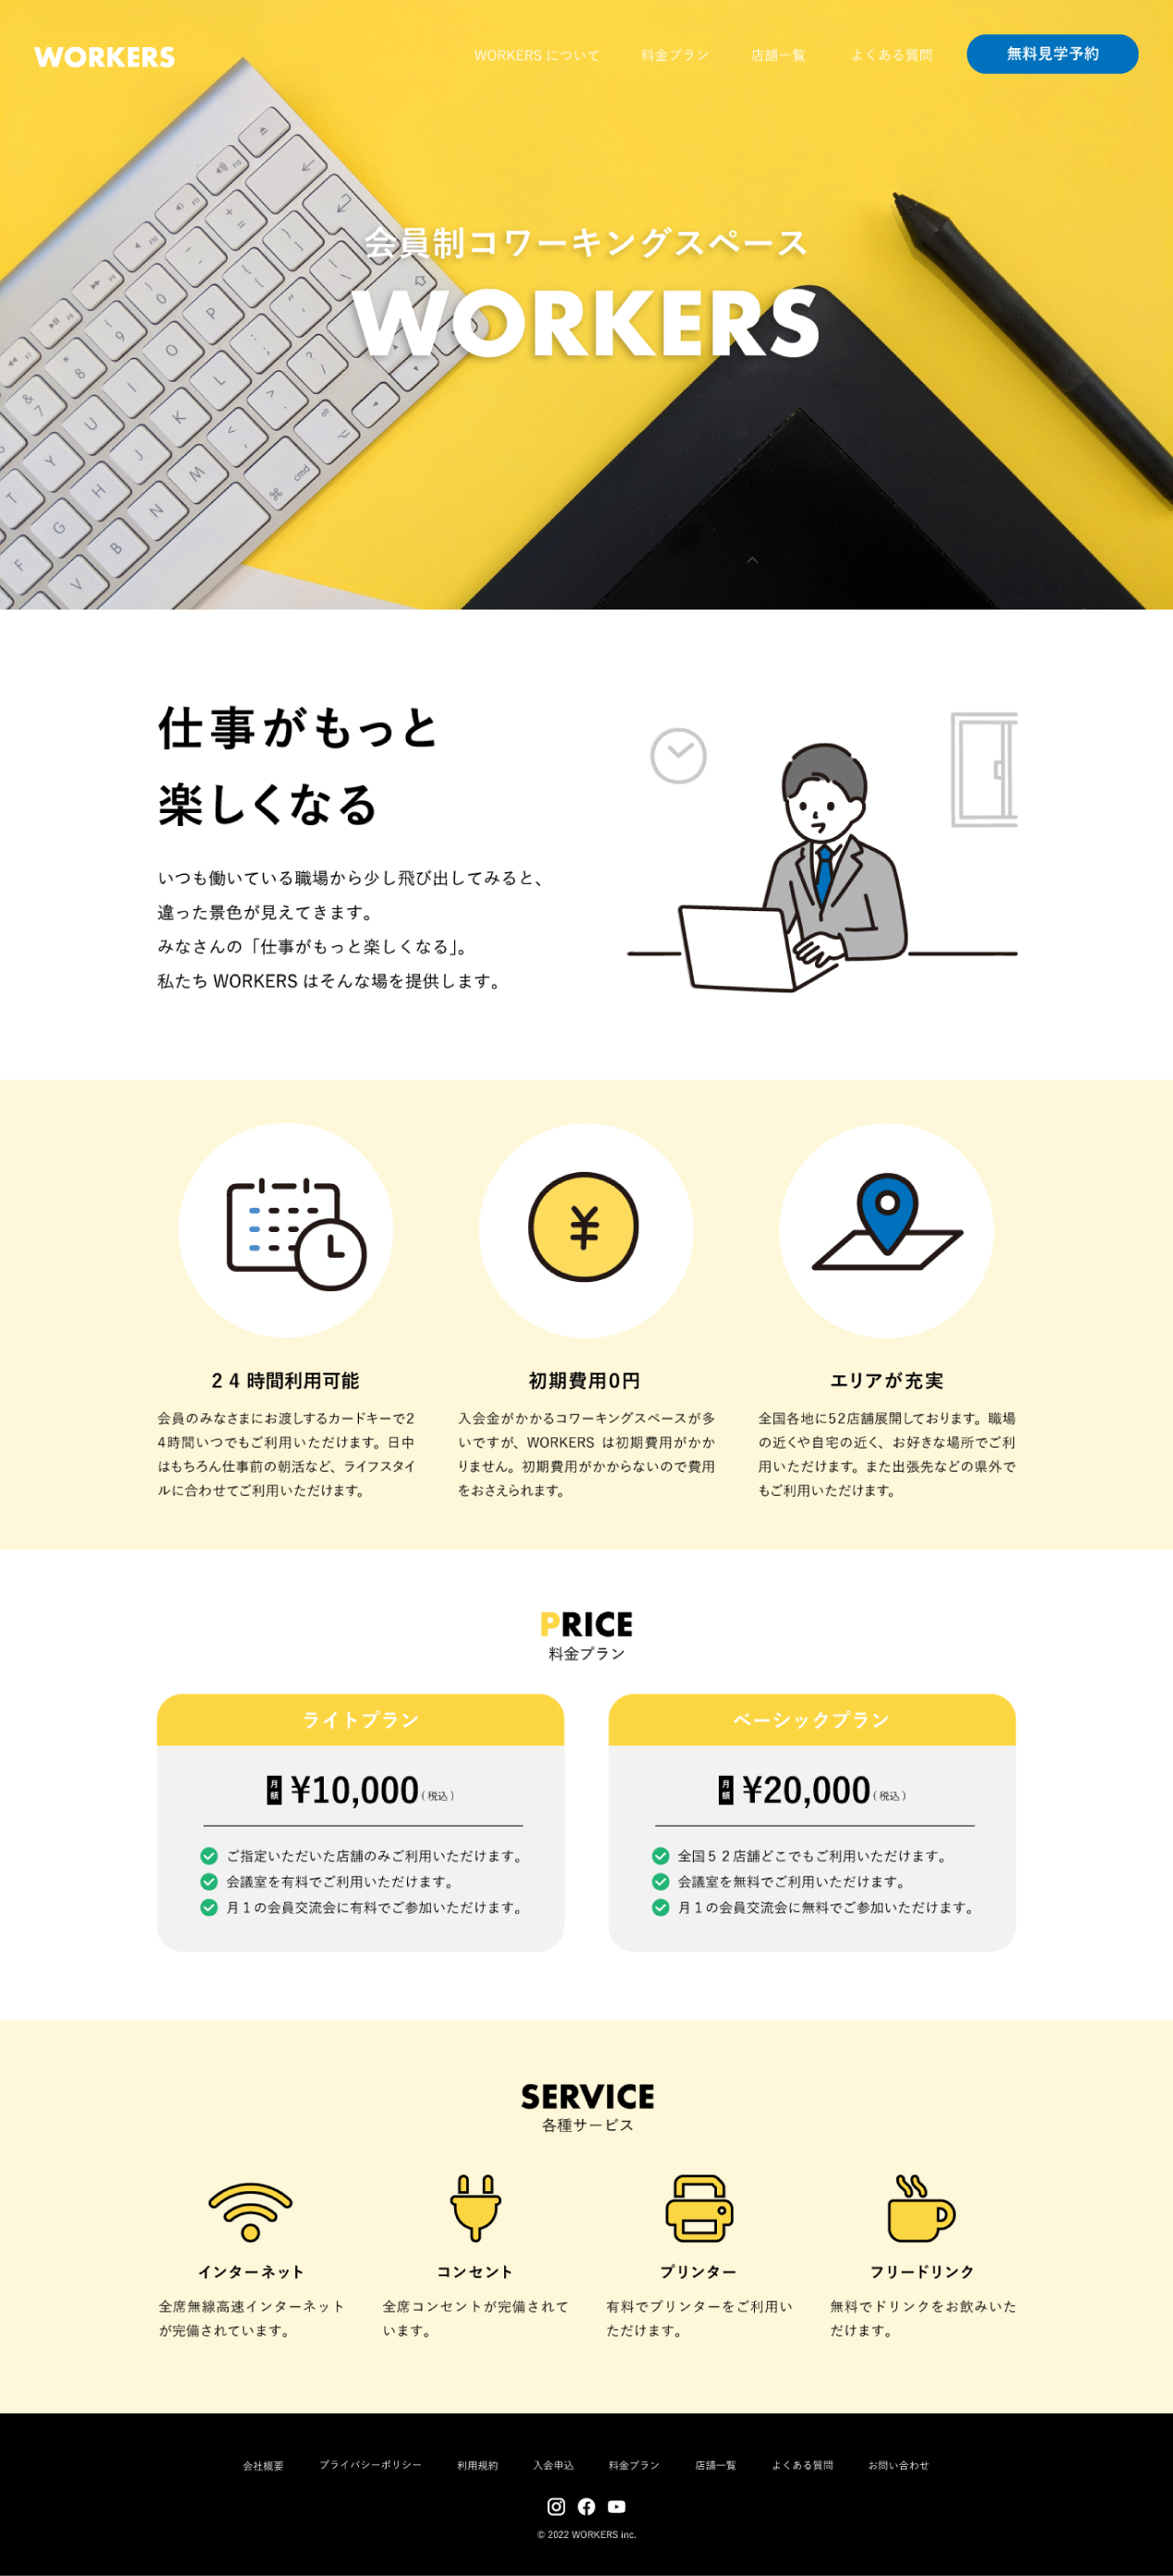 WORKERS
WORKERS について
料金プラン
店舗一覧
よくある質問
無料見学予約
会員制コワーキングスペース
WORKERS
仕事がもっと
楽しくなる
いつも働いている職場から少し飛び出してみると、
違った景色が見えてきます。
みなさんの「仕事がもっと楽しくなる」。
私たち WORKERS はそんな場を提供します。
24 時間利用可能
会員のみなさまにお渡しするカードキーで2
4時間いつでもご利用いただけます。日中
はもちろん仕事前の朝活など、ライフスタイ
ルに合わせてご利用いただけます。
初期費用0円
入会金がかかるコワーキングスペースが多
いですが、WORKERS は初期費用がかか
りません。初期費用がかからないので費用
をおさえられます。
エリアが充実
全国各地に52店舗展開しております。職場
の近くや自宅の近く、お好きな場所でご利
用いただけます。また出張先などの県外で
もご利用いただけます。
PRICE
料金プラン
ライトプラン
月額 ¥10,000 (税込)
ご指定いただいた店舗のみご利用いただけます。
会議室を有料でご利用いただけます。
月１の会員交流会に有料でご参加いただけます。
ベーシックプラン
月額 ¥20,000 (税込)
全国５２店舗どこでもご利用いただけます。
会議室を無料でご利用いただけます。
月１の会員交流会に無料でご参加いただけます。
SERVICE
各種サービス
インターネット
全席無線高速インターネット
が完備されています。
コンセント
全席コンセントが完備されて
います。
プリンター
有料でプリンターをご利用い
ただけます。
フリードリンク
無料でドリンクをお飲みいた
だけます。
会社概要
プライバシーポリシー
利用規約
入会申込
料金プラン
店舗一覧
よくある質問
お問い合わせ
© 2022 WORKERS inc.